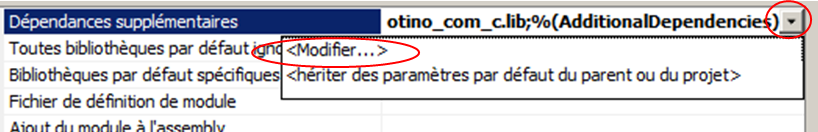 Dépendances supplémentaires otino_com_c.lib;%(AdditionalDependencies)
Toutes bibliothèques par défaut <Modifier...>
Bibliothèques par défaut spécifiques <hériter des paramètres par défaut du parent ou du projet>
Fichier de définition de module
Ajout du module à l'assembly